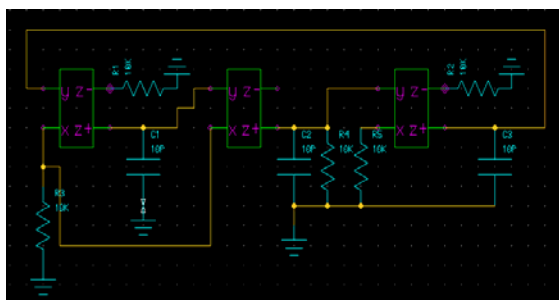 R1
10K
y z-
x z+
C1
10P
R3
10K
y z-
x z+
C2
10P
R4
10K
R5
10K
R2
10K
y z-
x z+
C3
10P